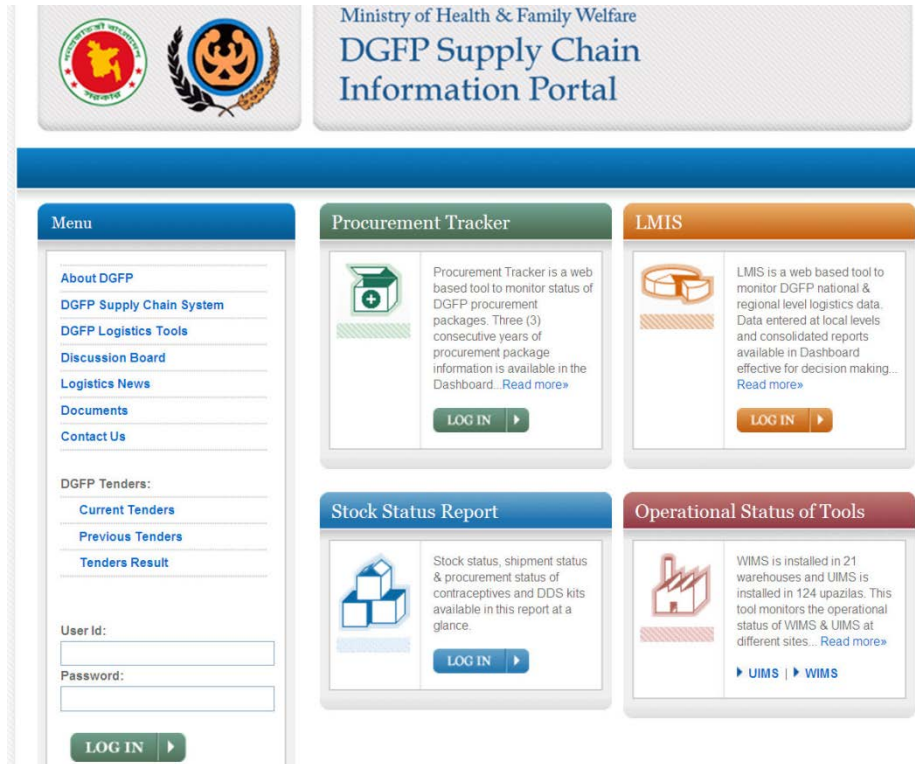 Ministry of Health & Family Welfare
DGFP Supply Chain
Information Portal
Menu
About DGFP
DGFP Supply Chain System
DGFP Logistics Tools
Discussion Board
Logistics News
Documents
Contact Us
DGFP Tenders:
Current Tenders
Previous Tenders
Tenders Result
User Id:
Password:
LOG IN
Procurement Tracker
Procurement Tracker is a web
based tool to monitor status of
DGFP procurement
packages. Three (3)
consecutive years of
procurement package
information is available in the
Dashboard...Read more»
LOG IN
LMIS
LMIS is a web based tool to
monitor DGFP national &
regional level logistics data.
Data entered at local levels
and consolidated reports
available in Dashboard
effective for decision making...
Read more»
LOG IN
Stock Status Report
Stock status, shipment status
& procurement status of
contraceptives and DDS kits
available in this report at a
glance.
LOG IN
Operational Status of Tools
WIMS is installed in 21
warehouses and UIMS is
installed in 124 upazilas. This
tool monitors the operational
status of WIMS & UIMS at
different sites... Read more»
UIMS | WIMS